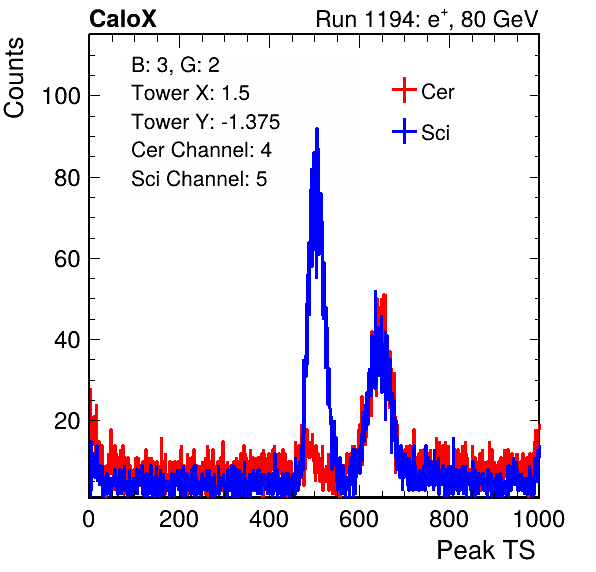 CaloX Run 1194: e⁺, 80 GeV
Counts
B: 3, G: 2
Tower X: 1.5
Tower Y: -1.375
Cer Channel: 4
Sci Channel: 5
Cer
Sci
100
80
60
40
20
0 200 400 600 800 1000
Peak TS